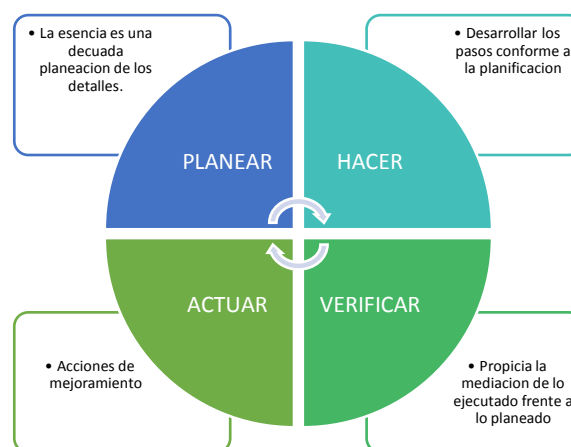 • La esencia es una
decuada
planeacion de los
detalles.
• Desarrollar los
pasos conforme a
la planificacion
PLANEAR
HACER
ACTUAR
VERIFICAR
• Acciones de
mejoramiento
• Propicia la
mediacion de lo
ejecutado frente a
lo planeado